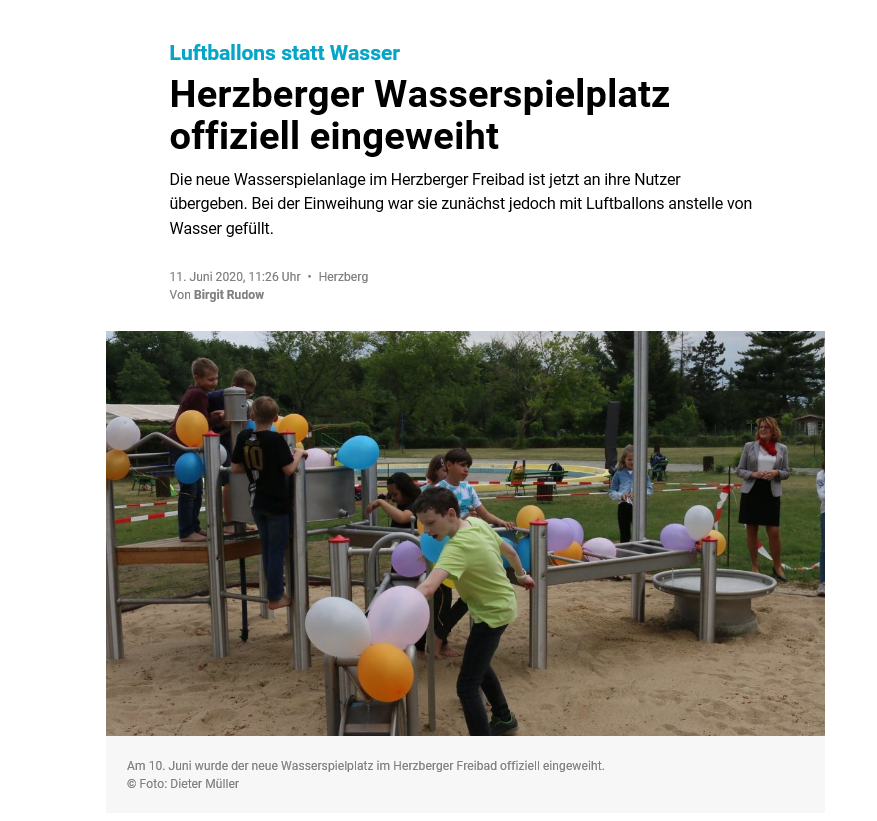 Luftballons statt Wasser
Herzberger Wasserspielplatz
offiziell eingeweiht
Die neue Wasserspielanlage im Herzberger Freibad ist jetzt an ihre Nutzer
übergeben. Bei der Einweihung war sie zunächst jedoch mit Luftballons anstelle von
Wasser gefüllt.
11. Juni 2020, 11:26 Uhr • Herzberg
Von Birgit Rudow
10
Am 10. Juni wurde der neue Wasserspielplatz im Herzberger Freibad offiziell eingeweiht.
© Foto: Dieter Müller